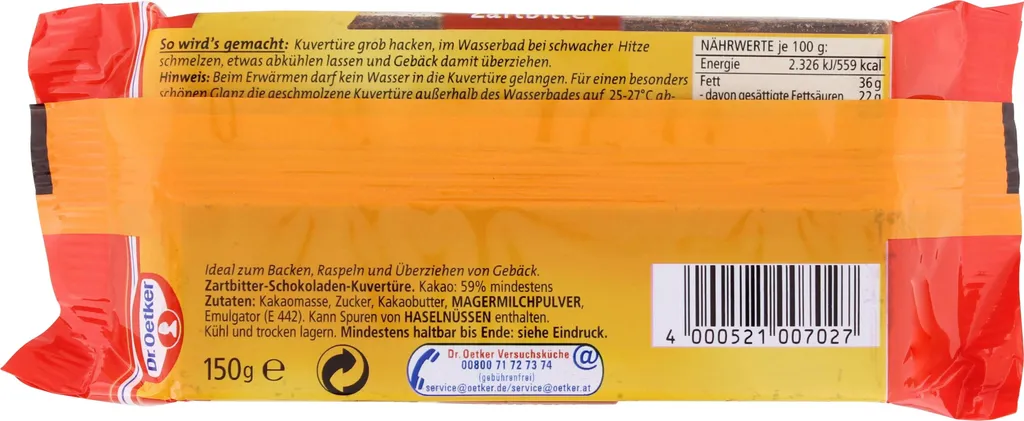 Zartbitter
So wird's gemacht: Kuvertüre grob hacken, im Wasserbad bei schwacher Hitze
schmelzen, etwas abkühlen lassen und Gebäck damit überziehen.
Hinweis: Beim Erwärmen darf kein Wasser in die Kuvertüre gelangen. Für einen besonders
schönen Glanz die geschmolzene Kuvertüre außerhalb des Wasserbades auf 25-27°C ab-
NÄHRWERTE je 100 g:
Energie 2.326 kJ/559 kcal
Fett 36 g
- davon gesättigte Fettsäuren 22 g
Ideal zum Backen, Raspeln und Überziehen von Gebäck.
Zartbitter-Schokoladen-Kuvertüre. Kakao: 59% mindestens
Zutaten: Kakaomasse, Zucker, Kakaobutter, MAGERMILCHPULVER,
Emulgator (E 442). Kann Spuren von HASELNÜSSEN enthalten.
Kühl und trocken lagern. Mindestens haltbar bis Ende: siehe Eindruck.
150g e
Dr. Oetker
Dr. Oetker Versuchsküche @
00800 71 72 73 74
(gebührenfrei)
service@oetker.de/service@oetker.at
4 000521 007027